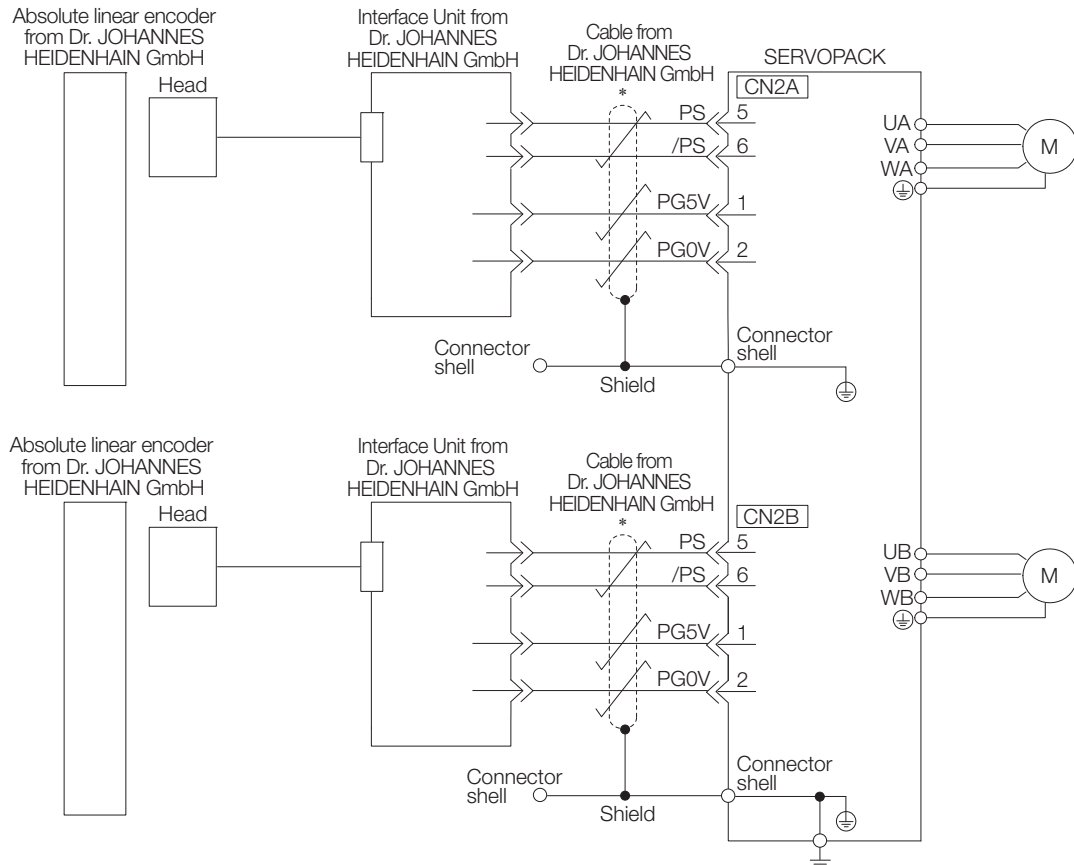 Absolute linear encoder
from Dr. JOHANNES
HEIDENHAIN GmbH
Head
Interface Unit from
Dr. JOHANNES
HEIDENHAIN GmbH
Cable from
Dr. JOHANNES
HEIDENHAIN GmbH
*
SERVOPACK
CN2A
PS
5
/PS
6
PG5V
1
PG0V
2
UA
VA
WA
M
Connector
shell
Shield
Connector
shell
Absolute linear encoder
from Dr. JOHANNES
HEIDENHAIN GmbH
Head
Interface Unit from
Dr. JOHANNES
HEIDENHAIN GmbH
Cable from
Dr. JOHANNES
HEIDENHAIN GmbH
*
CN2B
PS
5
/PS
6
PG5V
1
PG0V
2
UB
VB
WB
M
Connector
shell
Shield
Connector
shell